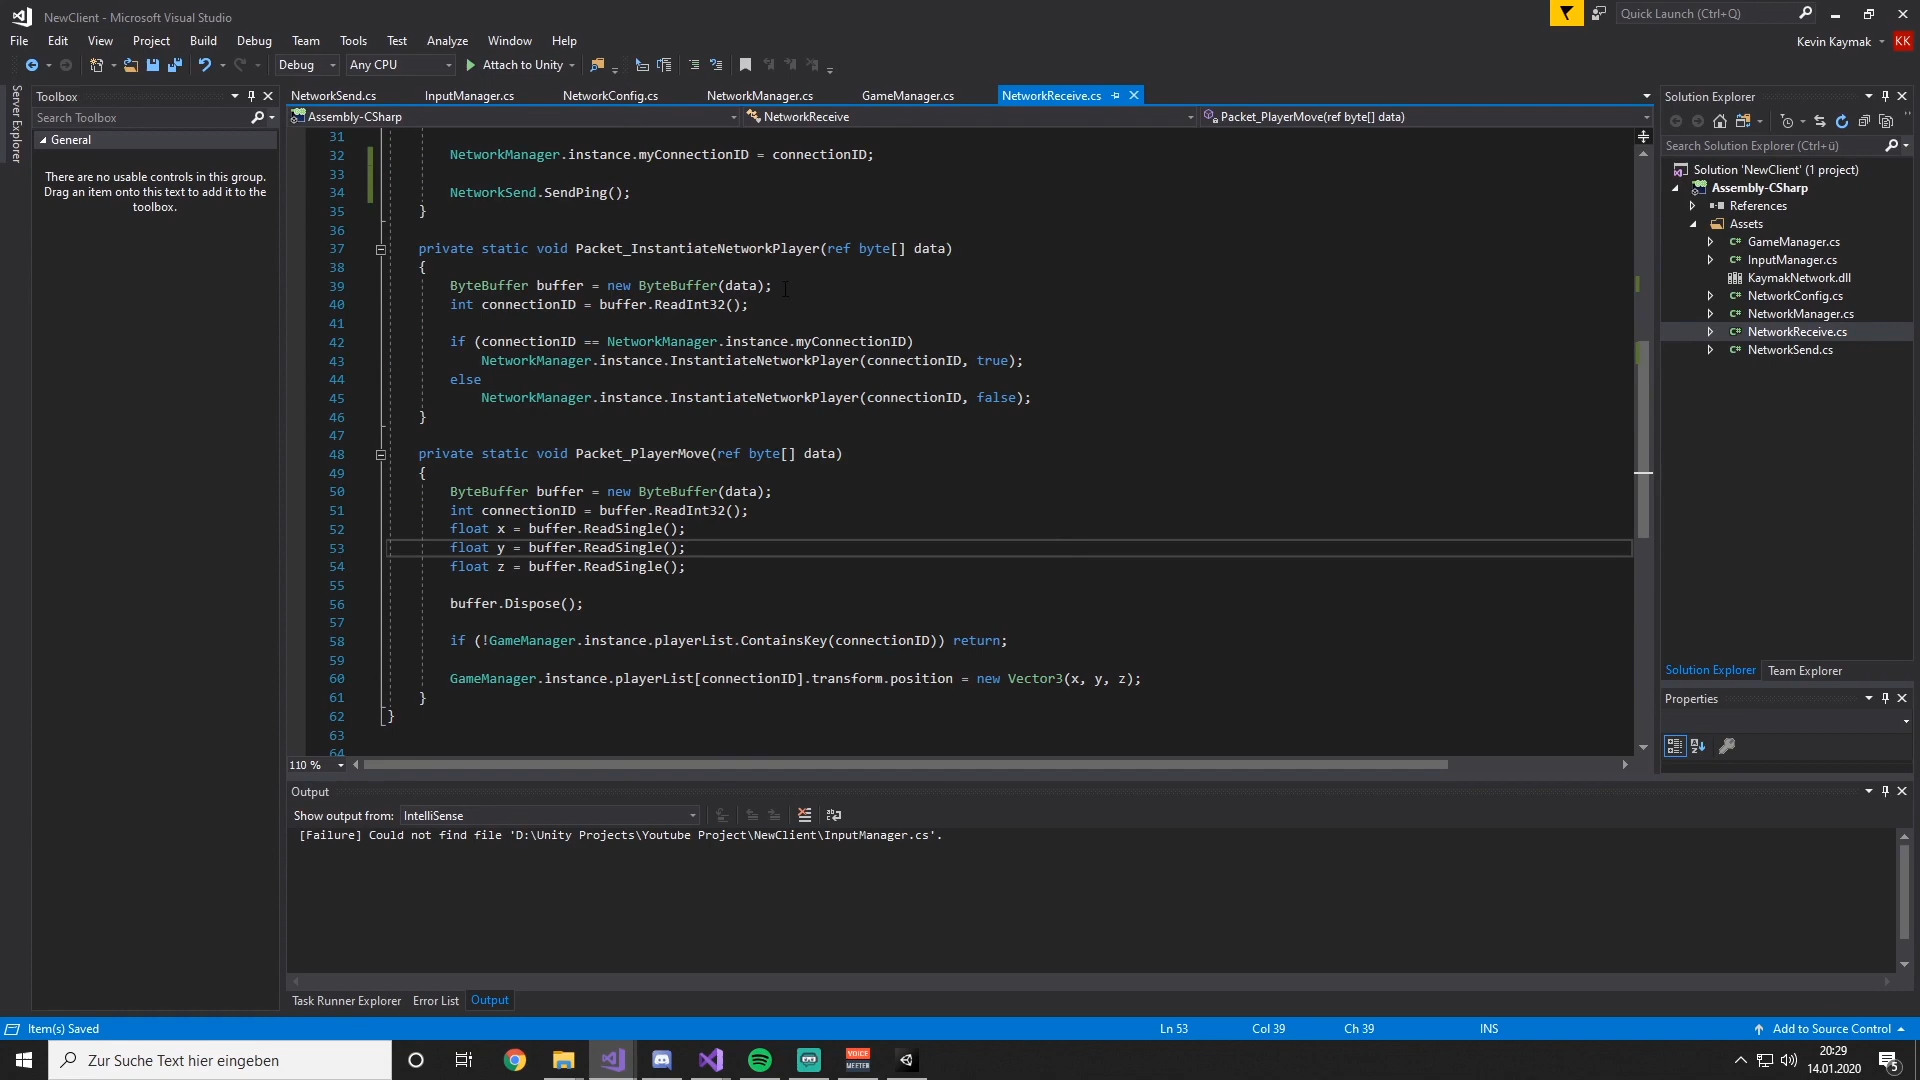 NewClient - Microsoft Visual Studio
Quick Launch (Ctrl+Q)
File Edit View Project Build Debug Team Tools Test Analyze Window Help
Kevin Kaymak KK
Debug Any CPU Attach to Unity
Server Explorer
Toolbox
Search Toolbox
General
There are no usable controls in this group.
Drag an item onto this text to add it to the
toolbox.
NetworkSend.cs InputManager.cs NetworkConfig.cs NetworkManager.cs GameManager.cs NetworkReceive.cs
Assembly-CSharp NetworkReceive Packet_PlayerMove(ref byte[] data)
31
32 NetworkManager.instance.myConnectionID = connectionID;
33
34 NetworkSend.SendPing();
35 }
36
37 private static void Packet_InstantiateNetworkPlayer(ref byte[] data)
38 {
39 ByteBuffer buffer = new ByteBuffer(data);
40 int connectionID = buffer.ReadInt32();
41
42 if (connectionID == NetworkManager.instance.myConnectionID)
43 NetworkManager.instance.InstantiateNetworkPlayer(connectionID, true);
44 else
45 NetworkManager.instance.InstantiateNetworkPlayer(connectionID, false);
46 }
47
48 private static void Packet_PlayerMove(ref byte[] data)
49 {
50 ByteBuffer buffer = new ByteBuffer(data);
51 int connectionID = buffer.ReadInt32();
52 float x = buffer.ReadSingle();
53 float y = buffer.ReadSingle();
54 float z = buffer.ReadSingle();
55
56 buffer.Dispose();
57
58 if (!GameManager.instance.playerList.ContainsKey(connectionID)) return;
59
60 GameManager.instance.playerList[connectionID].transform.position = new Vector3(x, y, z);
61 }
62 }
63
64
110 %
Solution Explorer
Search Solution Explorer (Ctrl+ü)
Solution 'NewClient' (1 project)
Assembly-CSharp
References
Assets
GameManager.cs
InputManager.cs
KaymakNetwork.dll
NetworkConfig.cs
NetworkManager.cs
NetworkReceive.cs
NetworkSend.cs
Solution Explorer Team Explorer
Properties
Output
Show output from: IntelliSense
[Failure] Could not find file 'D:\Unity Projects\Youtube Project\NewClient\InputManager.cs'.
Task Runner Explorer Error List Output
Item(s) Saved Ln 53 Col 39 Ch 39 INS Add to Source Control
Zur Suche Text hier eingeben
VOICE
MEETER
20:29
14.01.2020
5